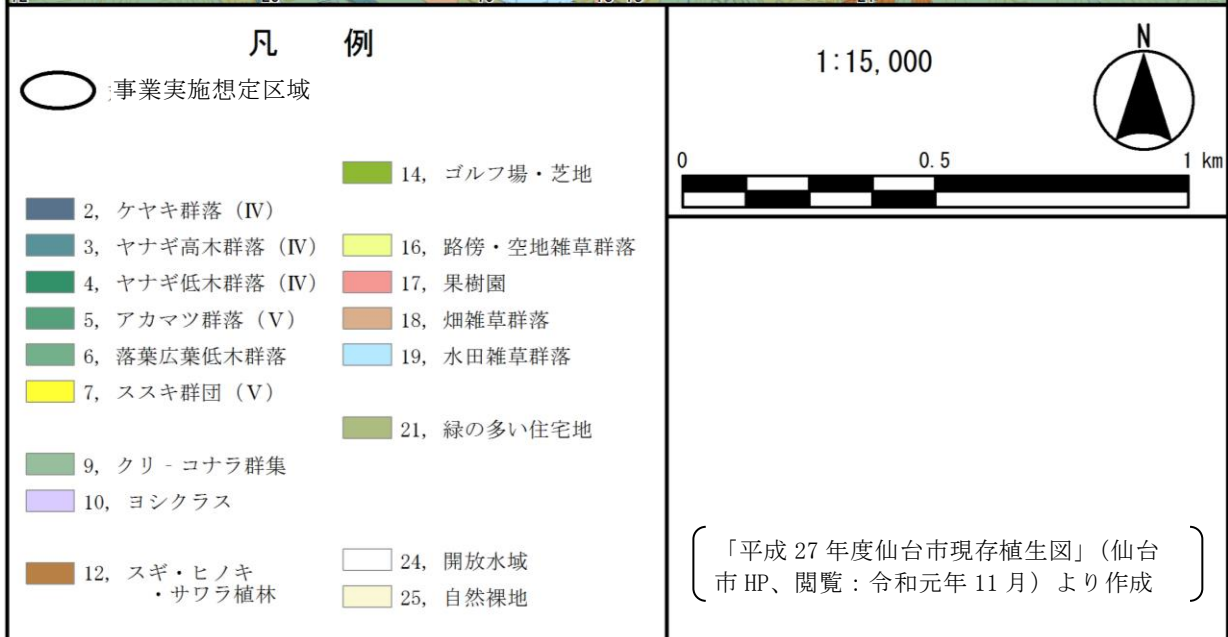 凡 例
事業実施想定区域
2, ケヤキ群落（Ⅳ）
3, ヤナギ高木群落（Ⅳ）
4, ヤナギ低木群落（Ⅳ）
5, アカマツ群落（Ⅴ）
6, 落葉広葉低木群落
7, ススキ群団（Ⅴ）
9, クリ‐コナラ群集
10, ヨシクラス
12, スギ・ヒノキ
・サワラ植林
14, ゴルフ場・芝地
16, 路傍・空地雑草群落
17, 果樹園
18, 畑雑草群落
19, 水田雑草群落
21, 緑の多い住宅地
24, 開放水域
25, 自然裸地
1:15,000
N
0 0.5 1 km
「平成 27 年度仙台市現存植生図」（仙台
市 HP、閲覧：令和元年 11 月）より作成